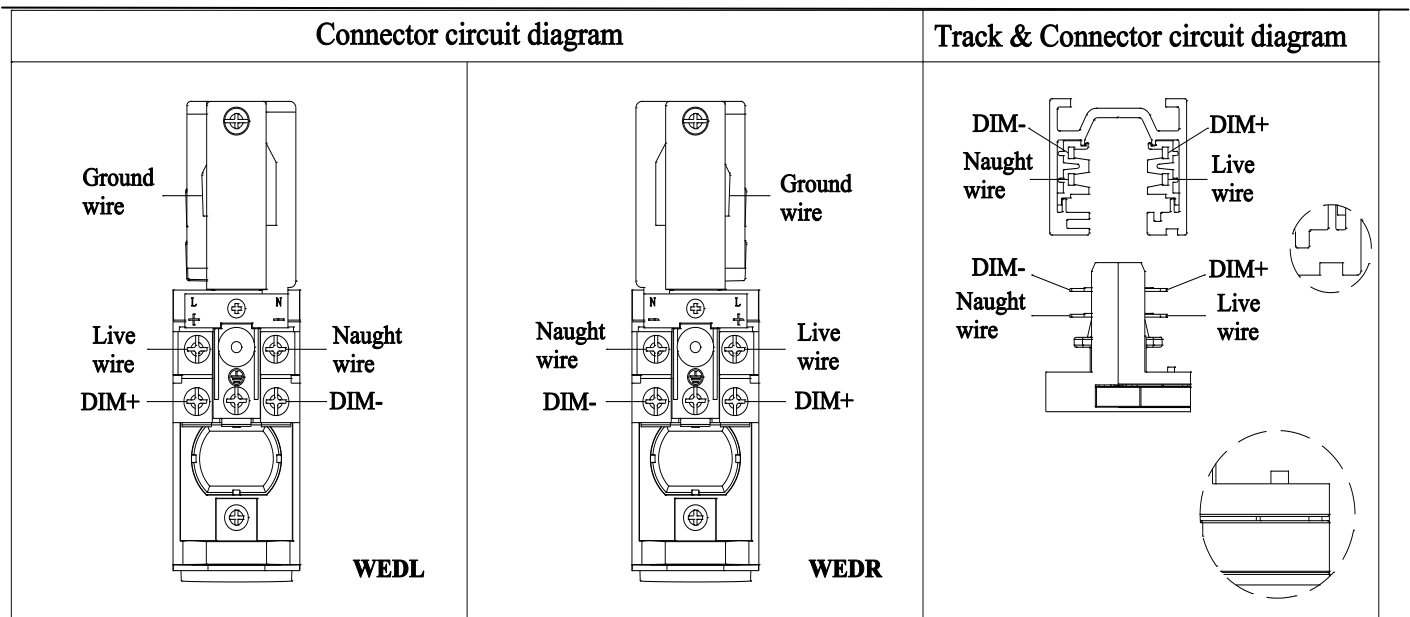 Connector circuit diagram
Track & Connector circuit diagram
Ground
wire
L
N
+
-
Live
wire
Naught
wire
DIM+
DIM-
WEDL
Ground
wire
N
L
-
+
Naught
wire
Live
wire
DIM-
DIM+
WEDR
DIM-
DIM+
Naught
wire
Live
wire
DIM-
DIM+
Naught
wire
Live
wire